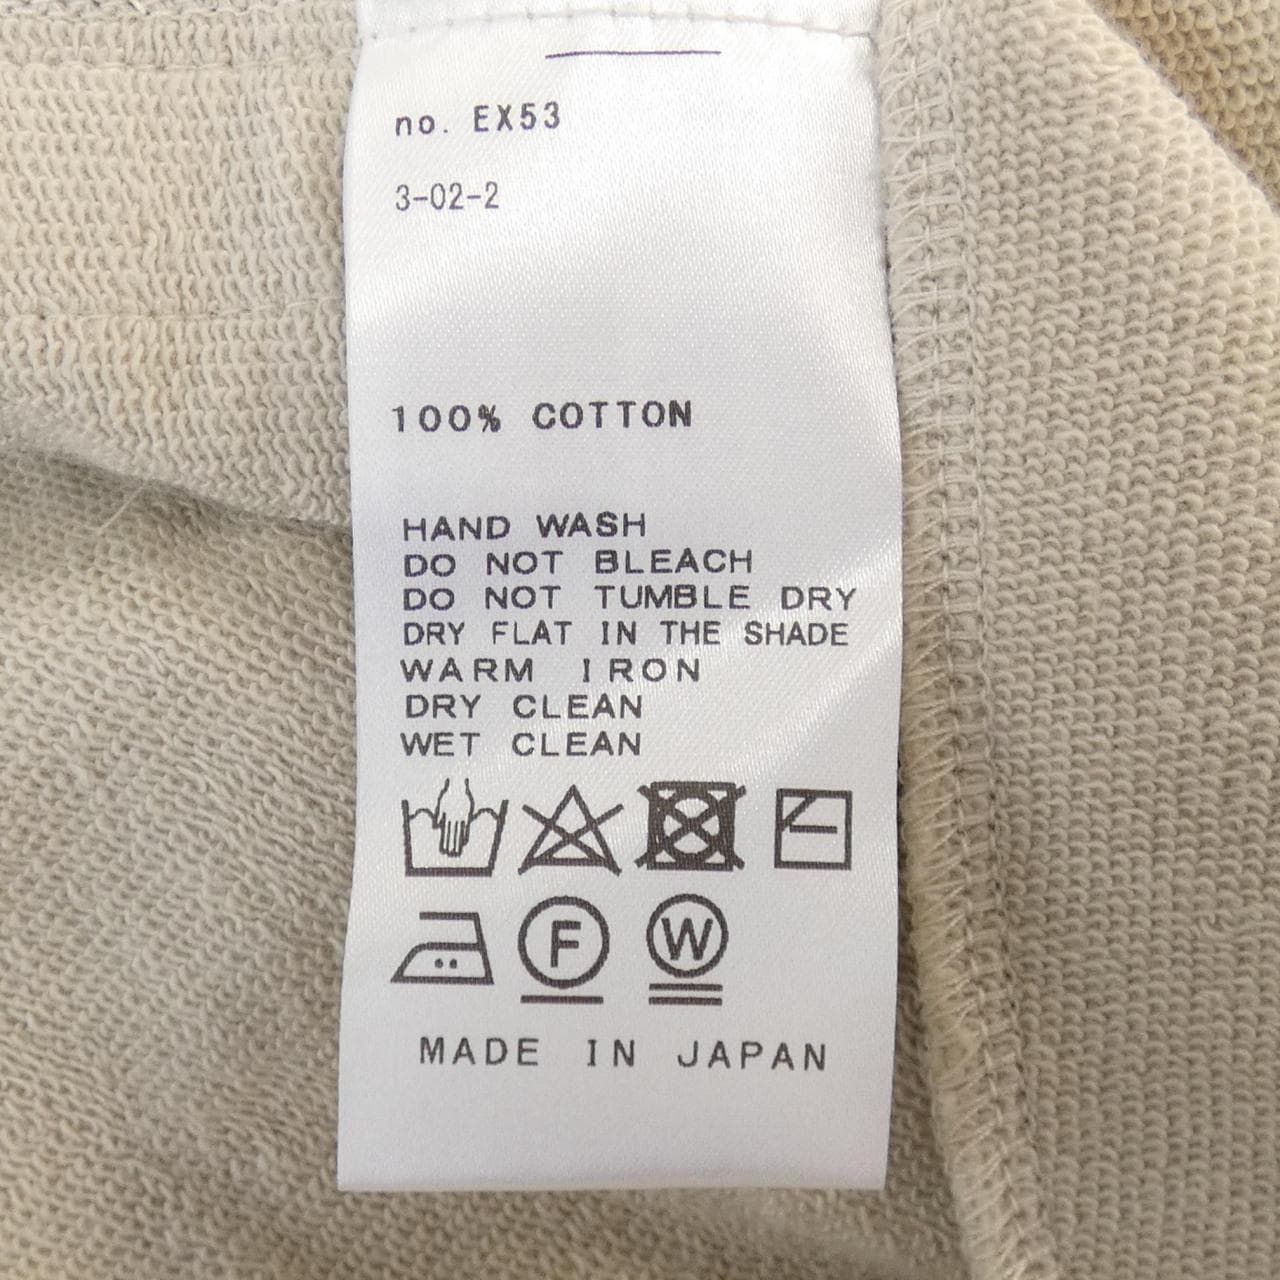 no. EX53
3-02-2
100% COTTON
HAND WASH
DO NOT BLEACH
DO NOT TUMBLE DRY
DRY FLAT IN THE SHADE
WARM IRON
DRY CLEAN
WET CLEAN
F W
MADE IN JAPAN